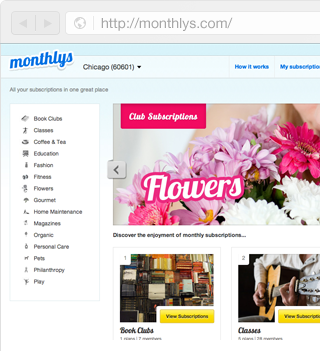 http://monthlys.com/
monthlys
Chicago (60601)
How it works
My subscription
All your subscriptions in one great place
Book Clubs
Classes
Coffee & Tea
Education
Fashion
Fitness
Flowers
Gourmet
Home Maintenance
Magazines
Organic
Personal Care
Pets
Philanthropy
Play
Club Subscriptions
Flowers
Discover the enjoyment of monthly subscriptions...
1
View Subscriptions
Book Clubs
1 plans / 7 members
2
View Subscriptions
Classes
5 plans / 28 members